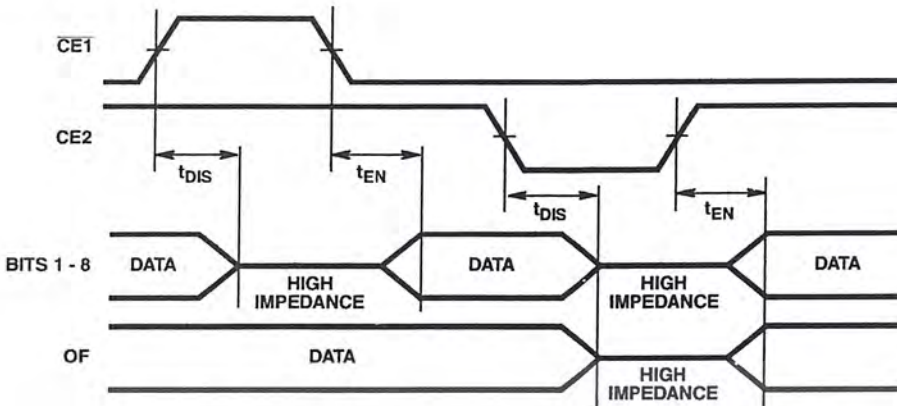 CE1
CE2
tDIS
tEN
tDIS
tEN
BITS 1 - 8
DATA
HIGH
IMPEDANCE
DATA
HIGH
IMPEDANCE
DATA
OF
DATA
HIGH
IMPEDANCE